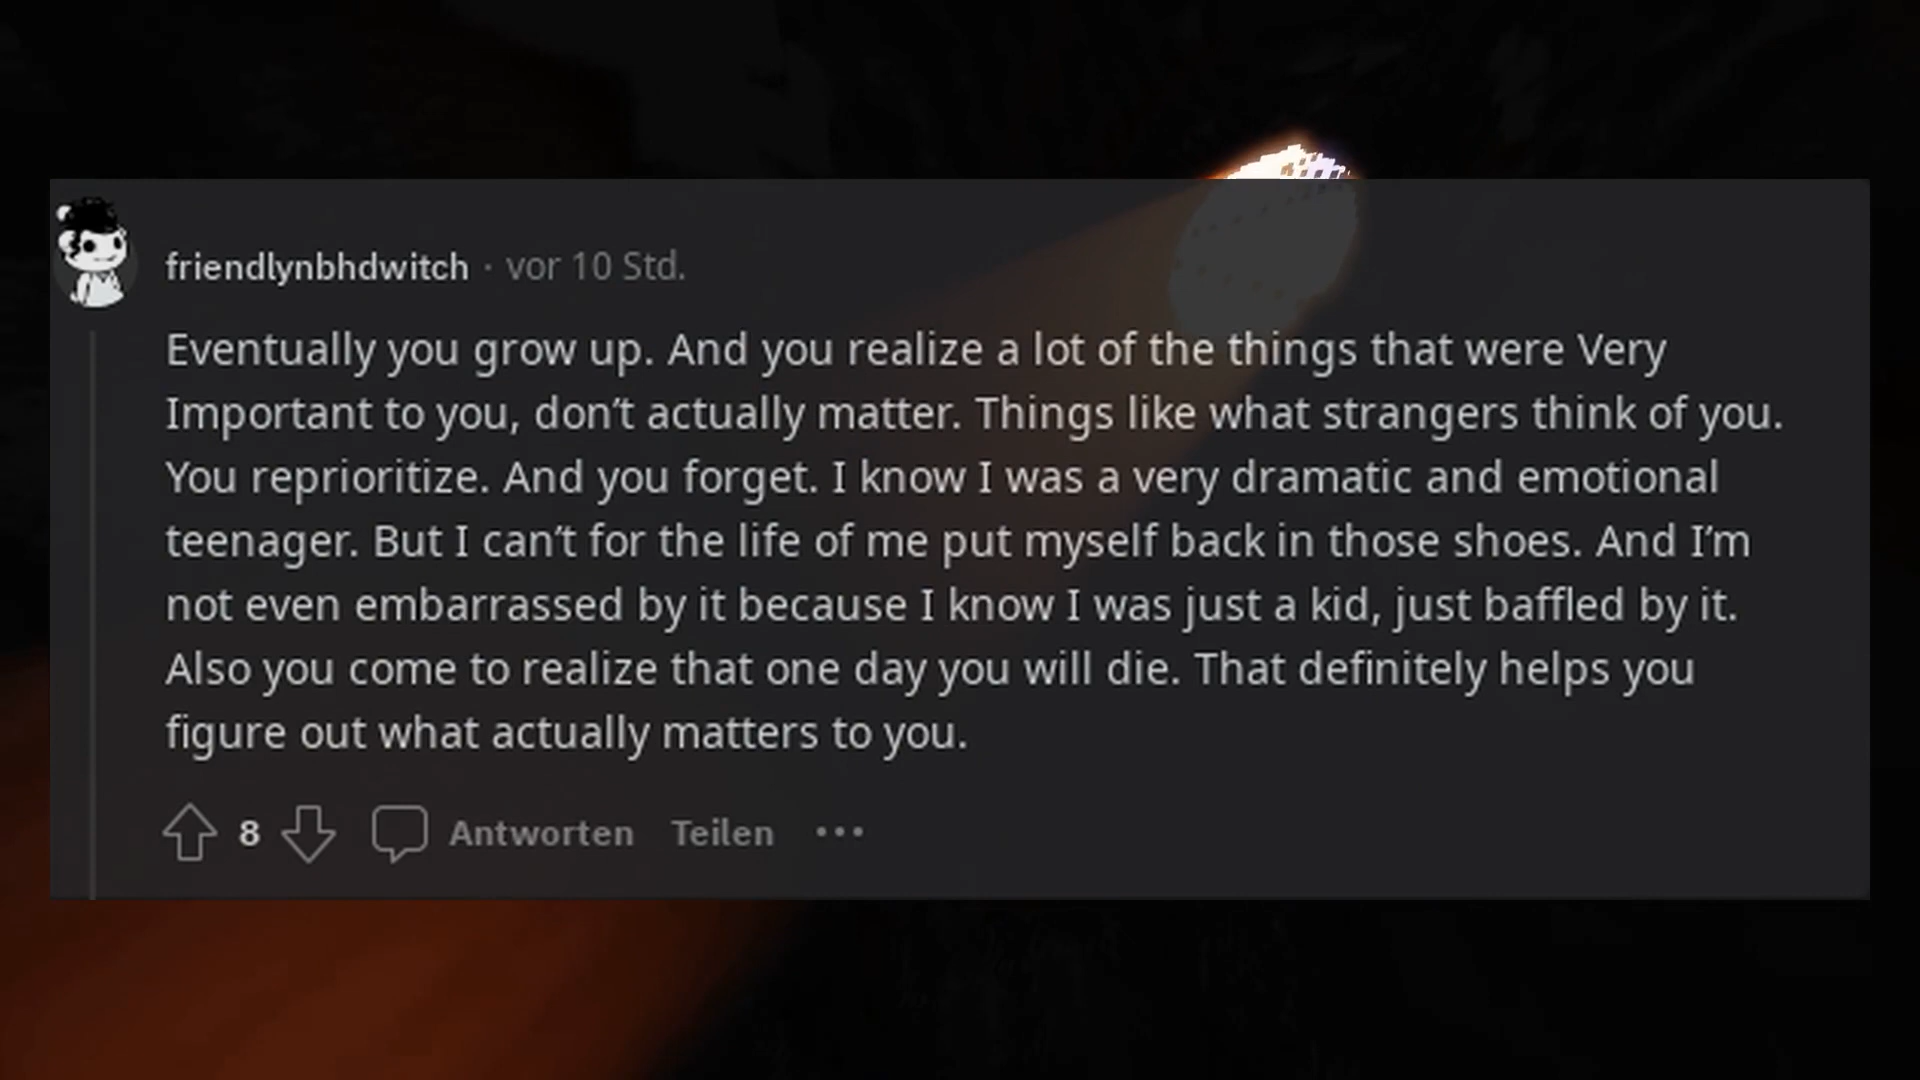 friendlynbhdwitch · vor 10 Std.
Eventually you grow up. And you realize a lot of the things that were Very
Important to you, don’t actually matter. Things like what strangers think of you.
You reprioritize. And you forget. I know I was a very dramatic and emotional
teenager. But I can’t for the life of me put myself back in those shoes. And I’m
not even embarrassed by it because I know I was just a kid, just baffled by it.
Also you come to realize that one day you will die. That definitely helps you
figure out what actually matters to you.
8 Antworten Teilen •••